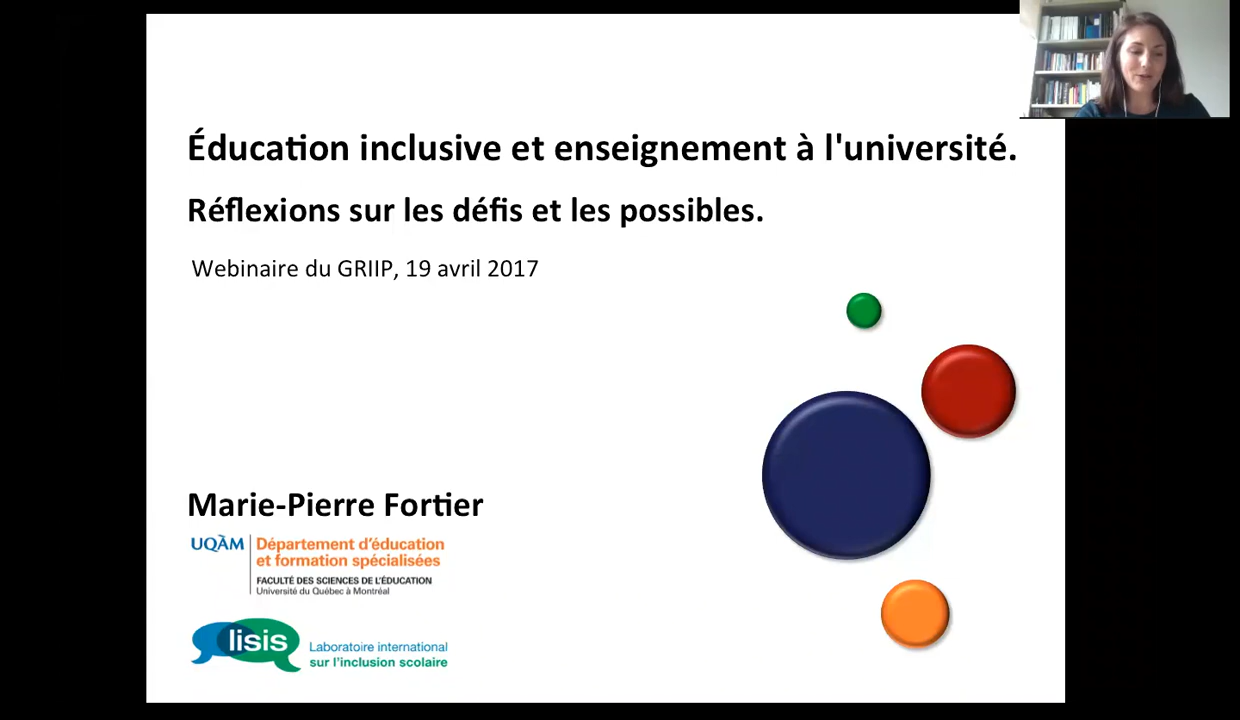 Éducation inclusive et enseignement à l'université.
Réflexions sur les défis et les possibles.
Webinaire du GRIIP, 19 avril 2017
Marie-Pierre Fortier
UQÀM
Département d'éducation
et formation spécialisées
FACULTÉ DES SCIENCES DE L'ÉDUCATION
Université du Québec à Montréal
lisis
Laboratoire international
sur l'inclusion scolaire